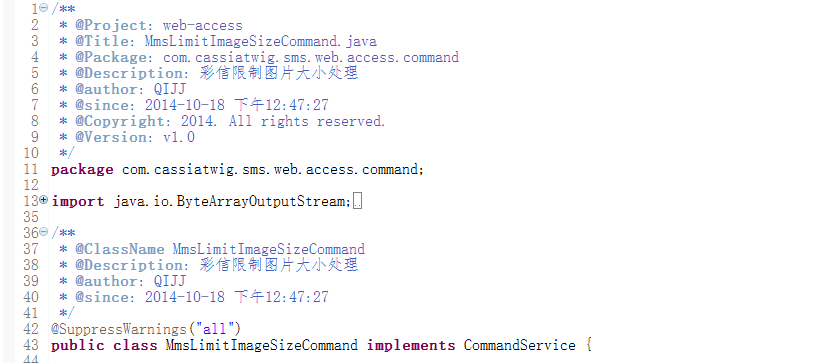 1 /**
2 * @Project: web-access
3 * @Title: MmsLimitImageSizeCommand.java
4 * @Package: com.cassiatwig.sms.web.access.command
5 * @Description: 彩信限制图片大小处理
6 * @author: QIJJ
7 * @since: 2014-10-18 下午12:47:27
8 * @Copyright: 2014. All rights reserved.
9 * @Version: v1.0
10 */
11 package com.cassiatwig.sms.web.access.command;
12
13 import java.io.ByteArrayOutputStream;
35
36 /**
37 * @ClassName MmsLimitImageSizeCommand
38 * @Description: 彩信限制图片大小处理
39 * @author: QIJJ
40 * @since: 2014-10-18 下午12:47:27
41 */
42 @SuppressWarnings("all")
43 public class MmsLimitImageSizeCommand implements CommandService {
44